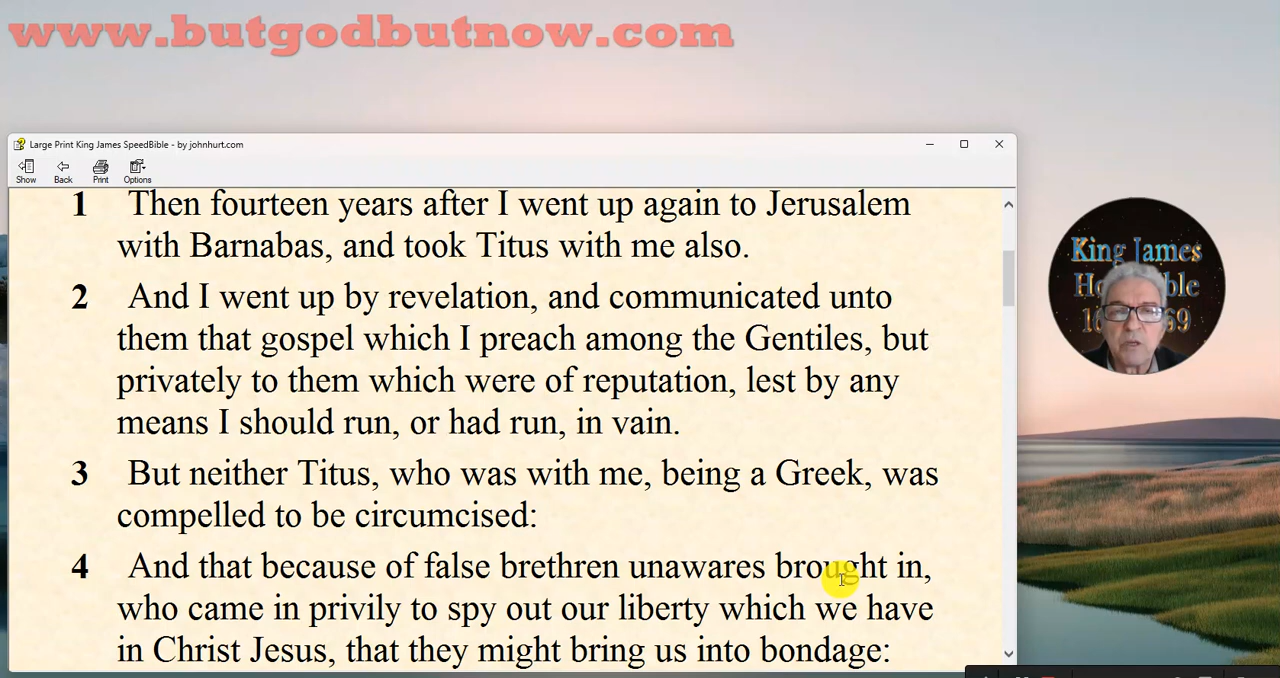 www.butgodbutnow.com
Large Print King James SpeedBible - by johnhurt.com
Show Back Print Options
1 Then fourteen years after I went up again to Jerusalem
with Barnabas, and took Titus with me also.
2 And I went up by revelation, and communicated unto
them that gospel which I preach among the Gentiles, but
privately to them which were of reputation, lest by any
means I should run, or had run, in vain.
3 But neither Titus, who was with me, being a Greek, was
compelled to be circumcised:
4 And that because of false brethren unawares brought in,
who came in privily to spy out our liberty which we have
in Christ Jesus, that they might bring us into bondage:
King James